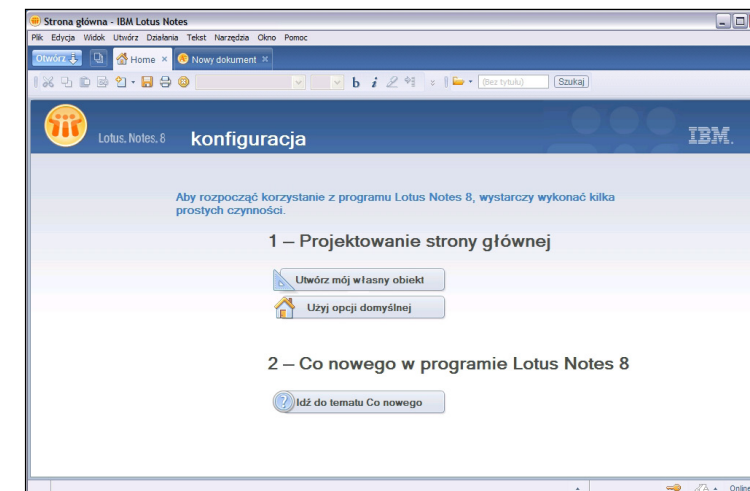 Strona główna - IBM Lotus Notes
Plik Edycja Widok Utwórz Działania Tekst Narzędzia Okno Pomoc
Otwórz Home × Nowy dokument ×
b i (Bez tytułu) Szukaj
Lotus. Notes. 8 konfiguracja IBM.
Aby rozpocząć korzystanie z programu Lotus Notes 8, wystarczy wykonać kilka
prostych czynności.
1 – Projektowanie strony głównej
Utwórz mój własny obiekt
Użyj opcji domyślnej
2 – Co nowego w programie Lotus Notes 8
Idź do tematu Co nowego
Online